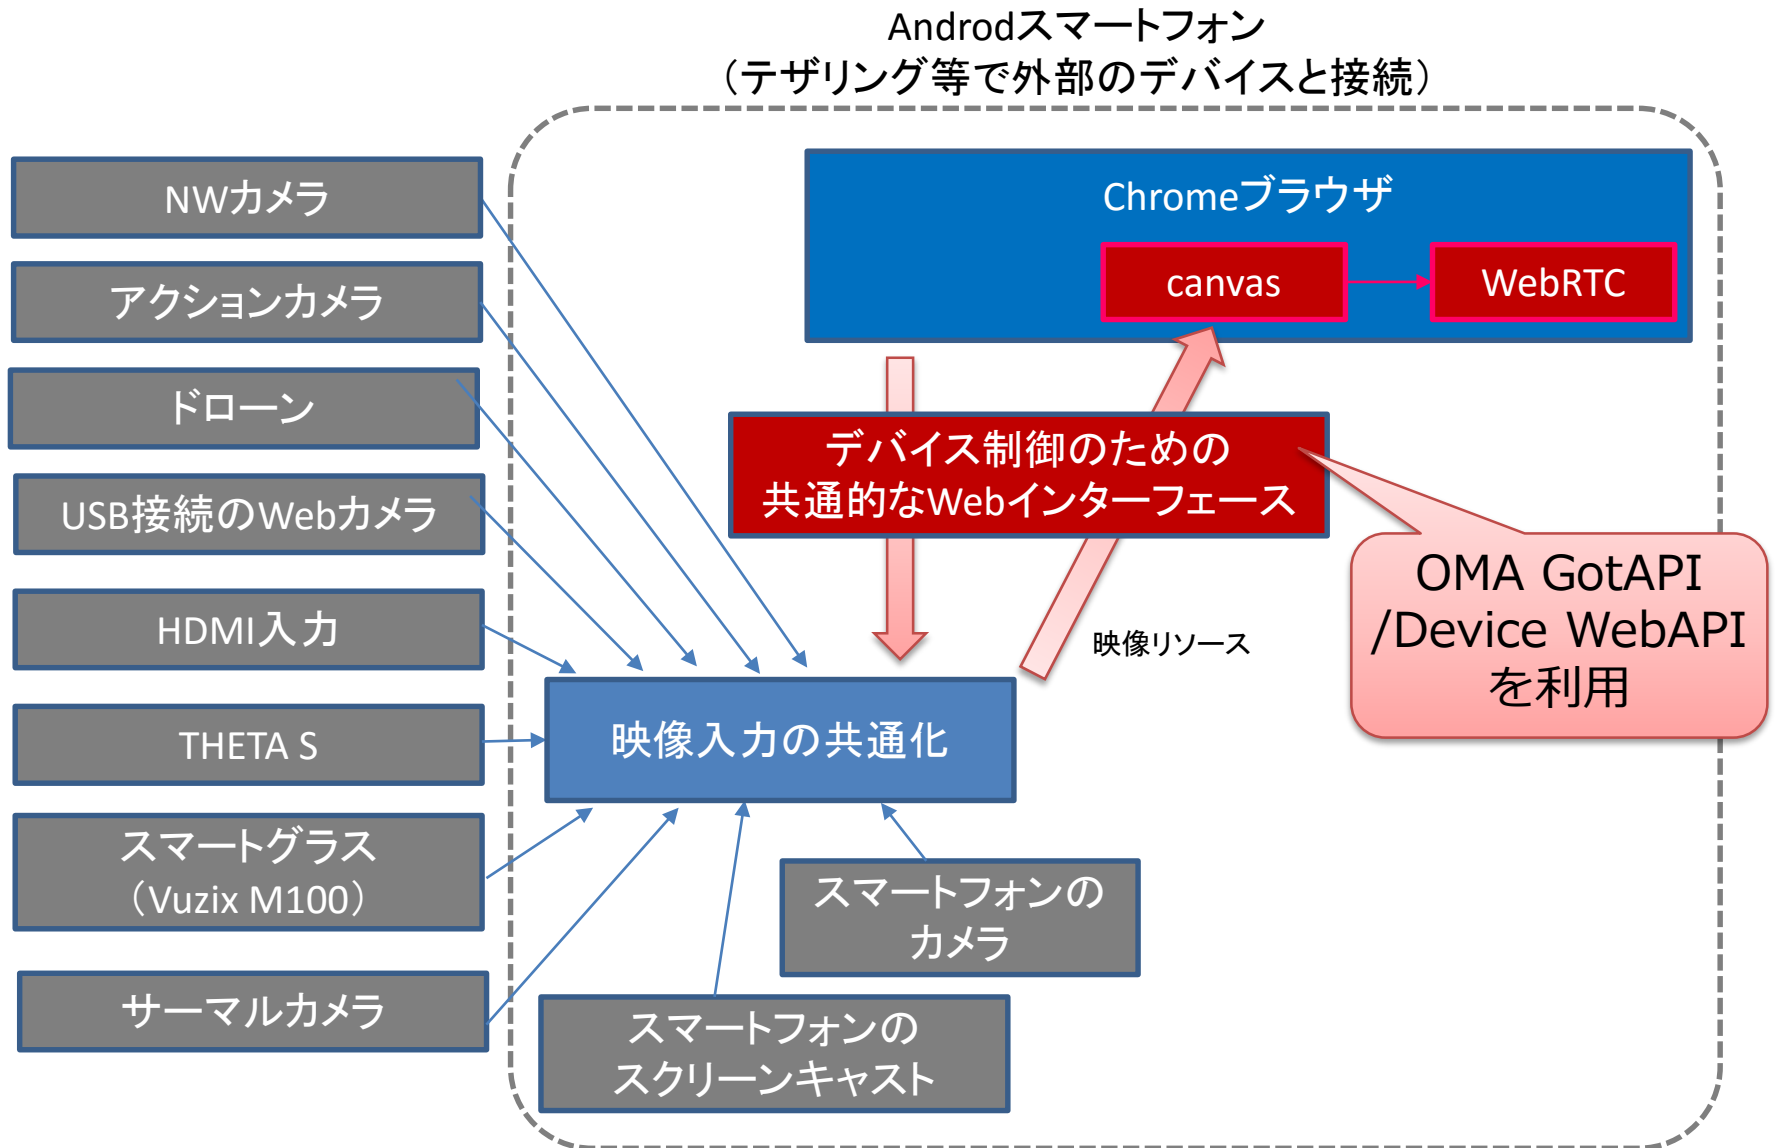 Androdスマートフォン
（テザリング等で外部のデバイスと接続）
NWカメラ
アクションカメラ
ドローン
USB接続のWebカメラ
HDMI入力
THETA S
スマートグラス
（Vuzix M100）
サーマルカメラ
Chromeブラウザ
canvas
WebRTC
デバイス制御のための
共通的なWebインターフェース
OMA GotAPI
/Device WebAPI
を利用
映像リソース
映像入力の共通化
スマートフォンの
カメラ
スマートフォンの
スクリーンキャスト